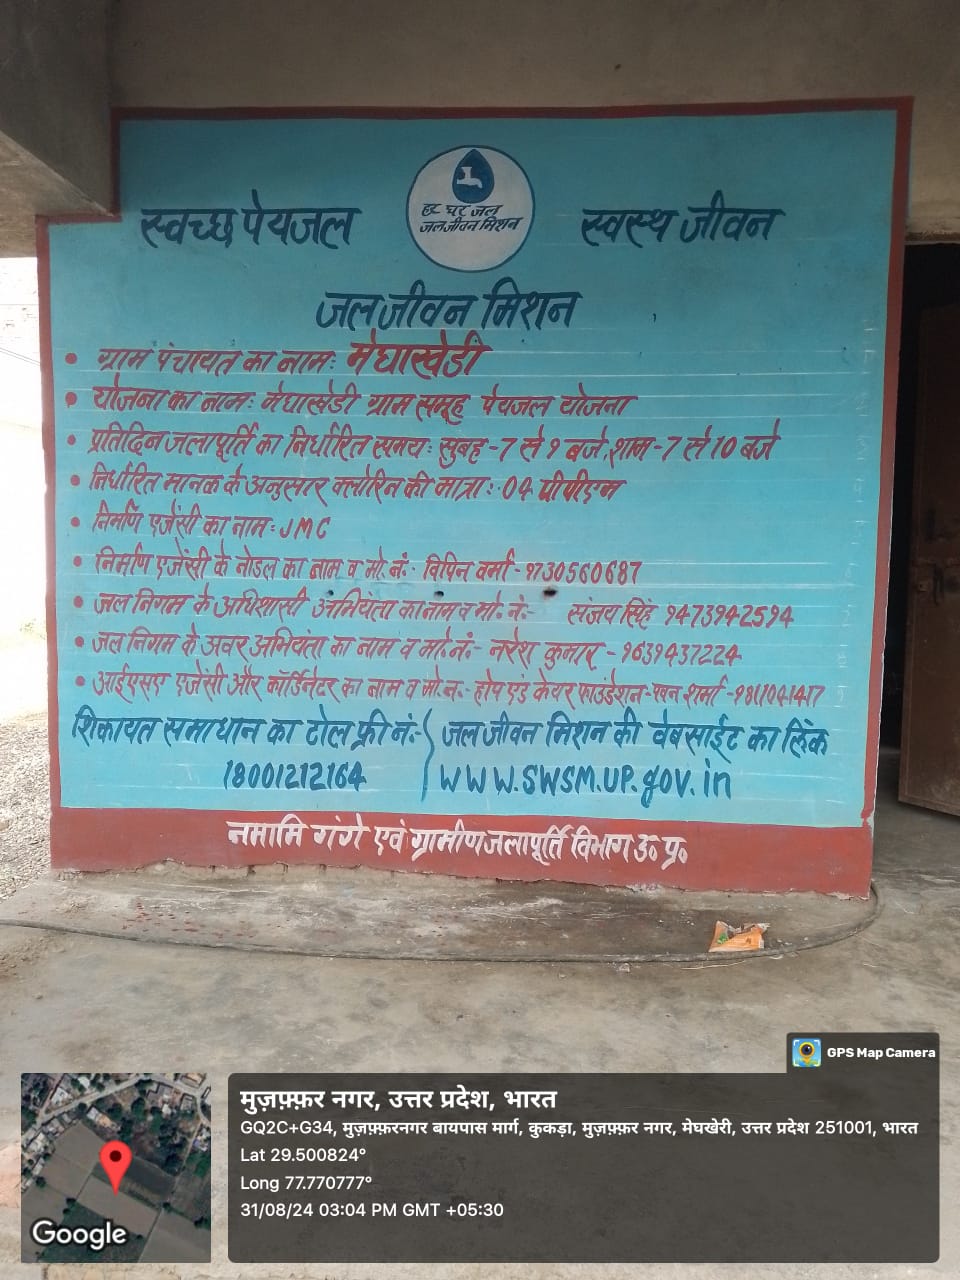 हर घर जल
जल जीवन मिशन
स्वच्छ पेयजल
स्वस्थ जीवन
जल जीवन मिशन
• ग्राम पंचायत का नाम: मेघाखेडी
• योजना का नाम: मेघाखेडी ग्राम समूह पेयजल योजना
• प्रतिदिन जलापूर्ति का निर्धारित समय: सुबह -7 से 9 बजे, शाम -7 से 10 बजे
• निर्धारित मानक के अनुसार क्लोरिन की मात्रा: 04 पीपीएम
• निर्माण एजेंसी का नाम: JMC
• निर्माण एजेंसी के नोडल का नाम व मो. नं: विपिन वर्मा -9730560687
• जल निगम के अधिशासी अभियंता का नाम व मो. नं:- संजय सिंह 9473942594
• जल निगम के अवर अभियंता का नाम व मो. नं:- नरेश कुमार -9639437224
• आईएसए एजेंसी और कॉर्डिनेटर का नाम व मो.न.- होप एंड केयर फाउंडेशन- पवन शर्मा -
शिकायत समाधान का टोल फ्री नं:-
18001212164
जल जीवन मिशन की वेबसाईट का लिंक
WWW.SWSM.UP.gov.in
नमामि गंगे एवं ग्रामीण जलापूर्ति विभाग उ० प्र०
GPS Map Camera
मुज़फ़्फ़र नगर, उत्तर प्रदेश, भारत
GQ2C+G34, मुज़फ़्फ़रनगर बायपास मार्ग, कुकड़ा, मुज़फ़्फ़र नगर, मेघखेरी, उत्तर प्रदेश 251001, भारत
Lat 29.500824°
Long 77.770777°
31/08/24 03:04 PM GMT +05:30
Google